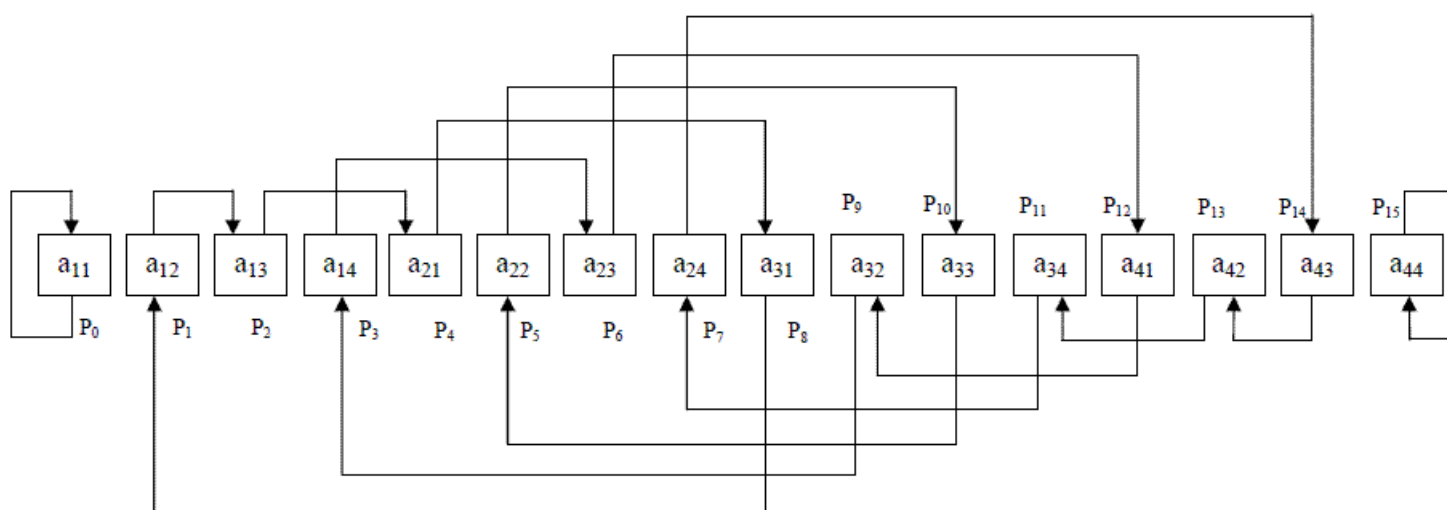 P₉ P₁₀ P₁₁ P₁₂ P₁₃ P₁₄ P₁₅
a₁₁ a₁₂ a₁₃ a₁₄ a₂₁ a₂₂ a₂₃ a₂₄ a₃₁ a₃₂ a₃₃ a₃₄ a₄₁ a₄₂ a₄₃ a₄₄
P₀ P₁ P₂ P₃ P₄ P₅ P₆ P₇ P₈